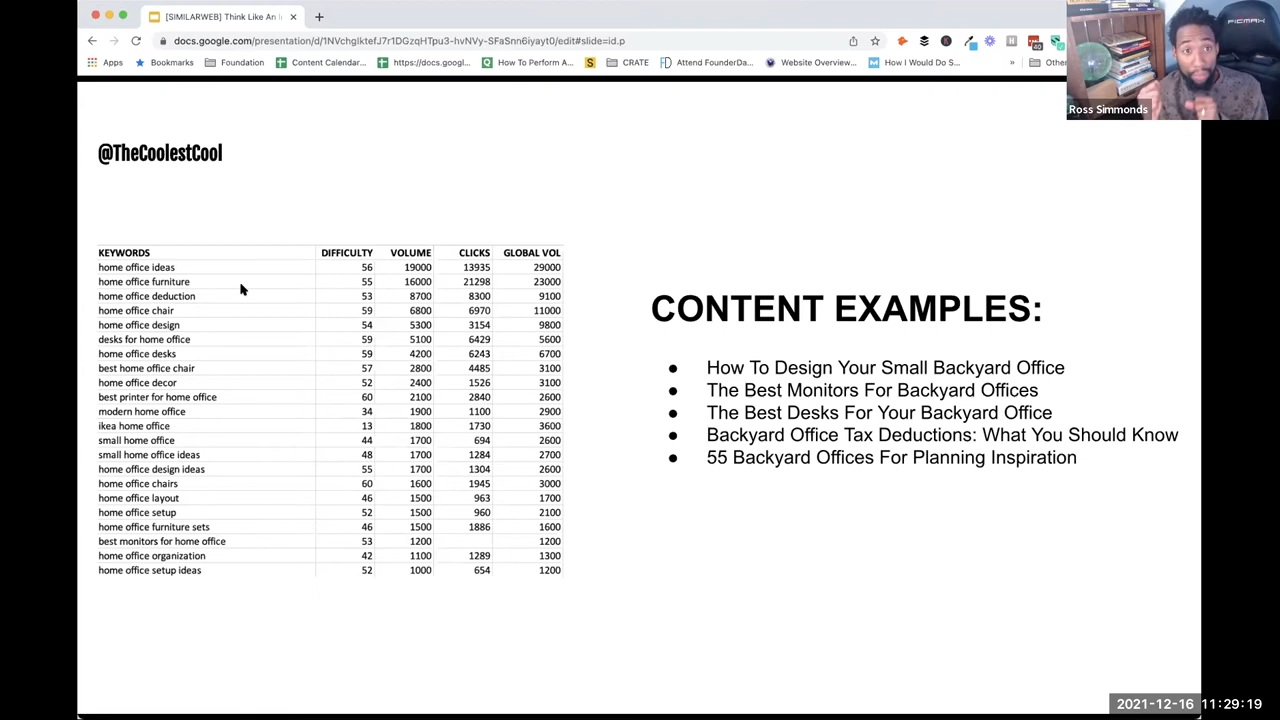 [SIMILARWEB] Think Like An I
docs.google.com/presentation/d/1NVchgIktefJ7r1DGzqHTpu3-hvNVy-SFaSnn6iyayt0/edit#slide=id.p
Apps Bookmarks Foundation Content Calendar... https://docs.googl... How To Perform A... CRATE Attend FounderDa... Website Overview... How I Would Do S... » Other
PICMAX
Ross Simmonds
@TheCoolestCool
KEYWORDS DIFFICULTY VOLUME CLICKS GLOBAL VOL
home office ideas 56 19000 13935 29000
home office furniture 55 16000 21298 23000
home office deduction 53 8700 8300 9100
home office chair 59 6800 6970 11000
home office design 54 5300 3154 9800
desks for home office 59 5100 6429 5600
home office desks 59 4200 6243 6700
best home office chair 57 2800 4485 3100
home office decor 52 2400 1526 3100
best printer for home office 60 2100 2840 2600
modern home office 34 1900 1100 2900
ikea home office 13 1800 1730 3600
small home office 44 1700 694 2600
small home office ideas 48 1700 1284 2700
home office design ideas 55 1700 1304 2600
home office chairs 60 1600 1945 3000
home office layout 46 1500 963 1700
home office setup 52 1500 960 2100
home office furniture sets 46 1500 1886 1600
best monitors for home office 53 1200 1200
home office organization 42 1100 1289 1300
home office setup ideas 52 1000 654 1200
CONTENT EXAMPLES:
● How To Design Your Small Backyard Office
● The Best Monitors For Backyard Offices
● The Best Desks For Your Backyard Office
● Backyard Office Tax Deductions: What You Should Know
● 55 Backyard Offices For Planning Inspiration
2021-12-16 11:29:19